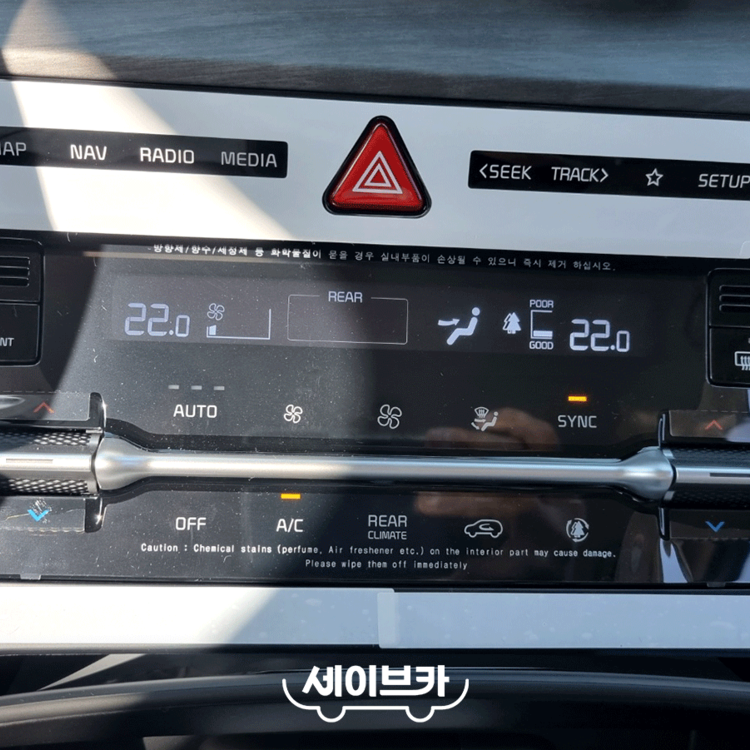 NAV RADIO MEDIA
<SEEK TRACK> ☆ SETUP
방향제/향수/세정제 등 화학물질이 묻을 경우 실내부품이 손상될 수 있으니 즉시 제거 하십시오.
22.0 REAR POOR GOOD 22.0
AUTO SYNC
OFF A/C REAR CLIMATE
Caution : Chemical stains (perfume, Air freshener etc.) on the interior part may cause damage.
Please wipe them off immediately
세이브카